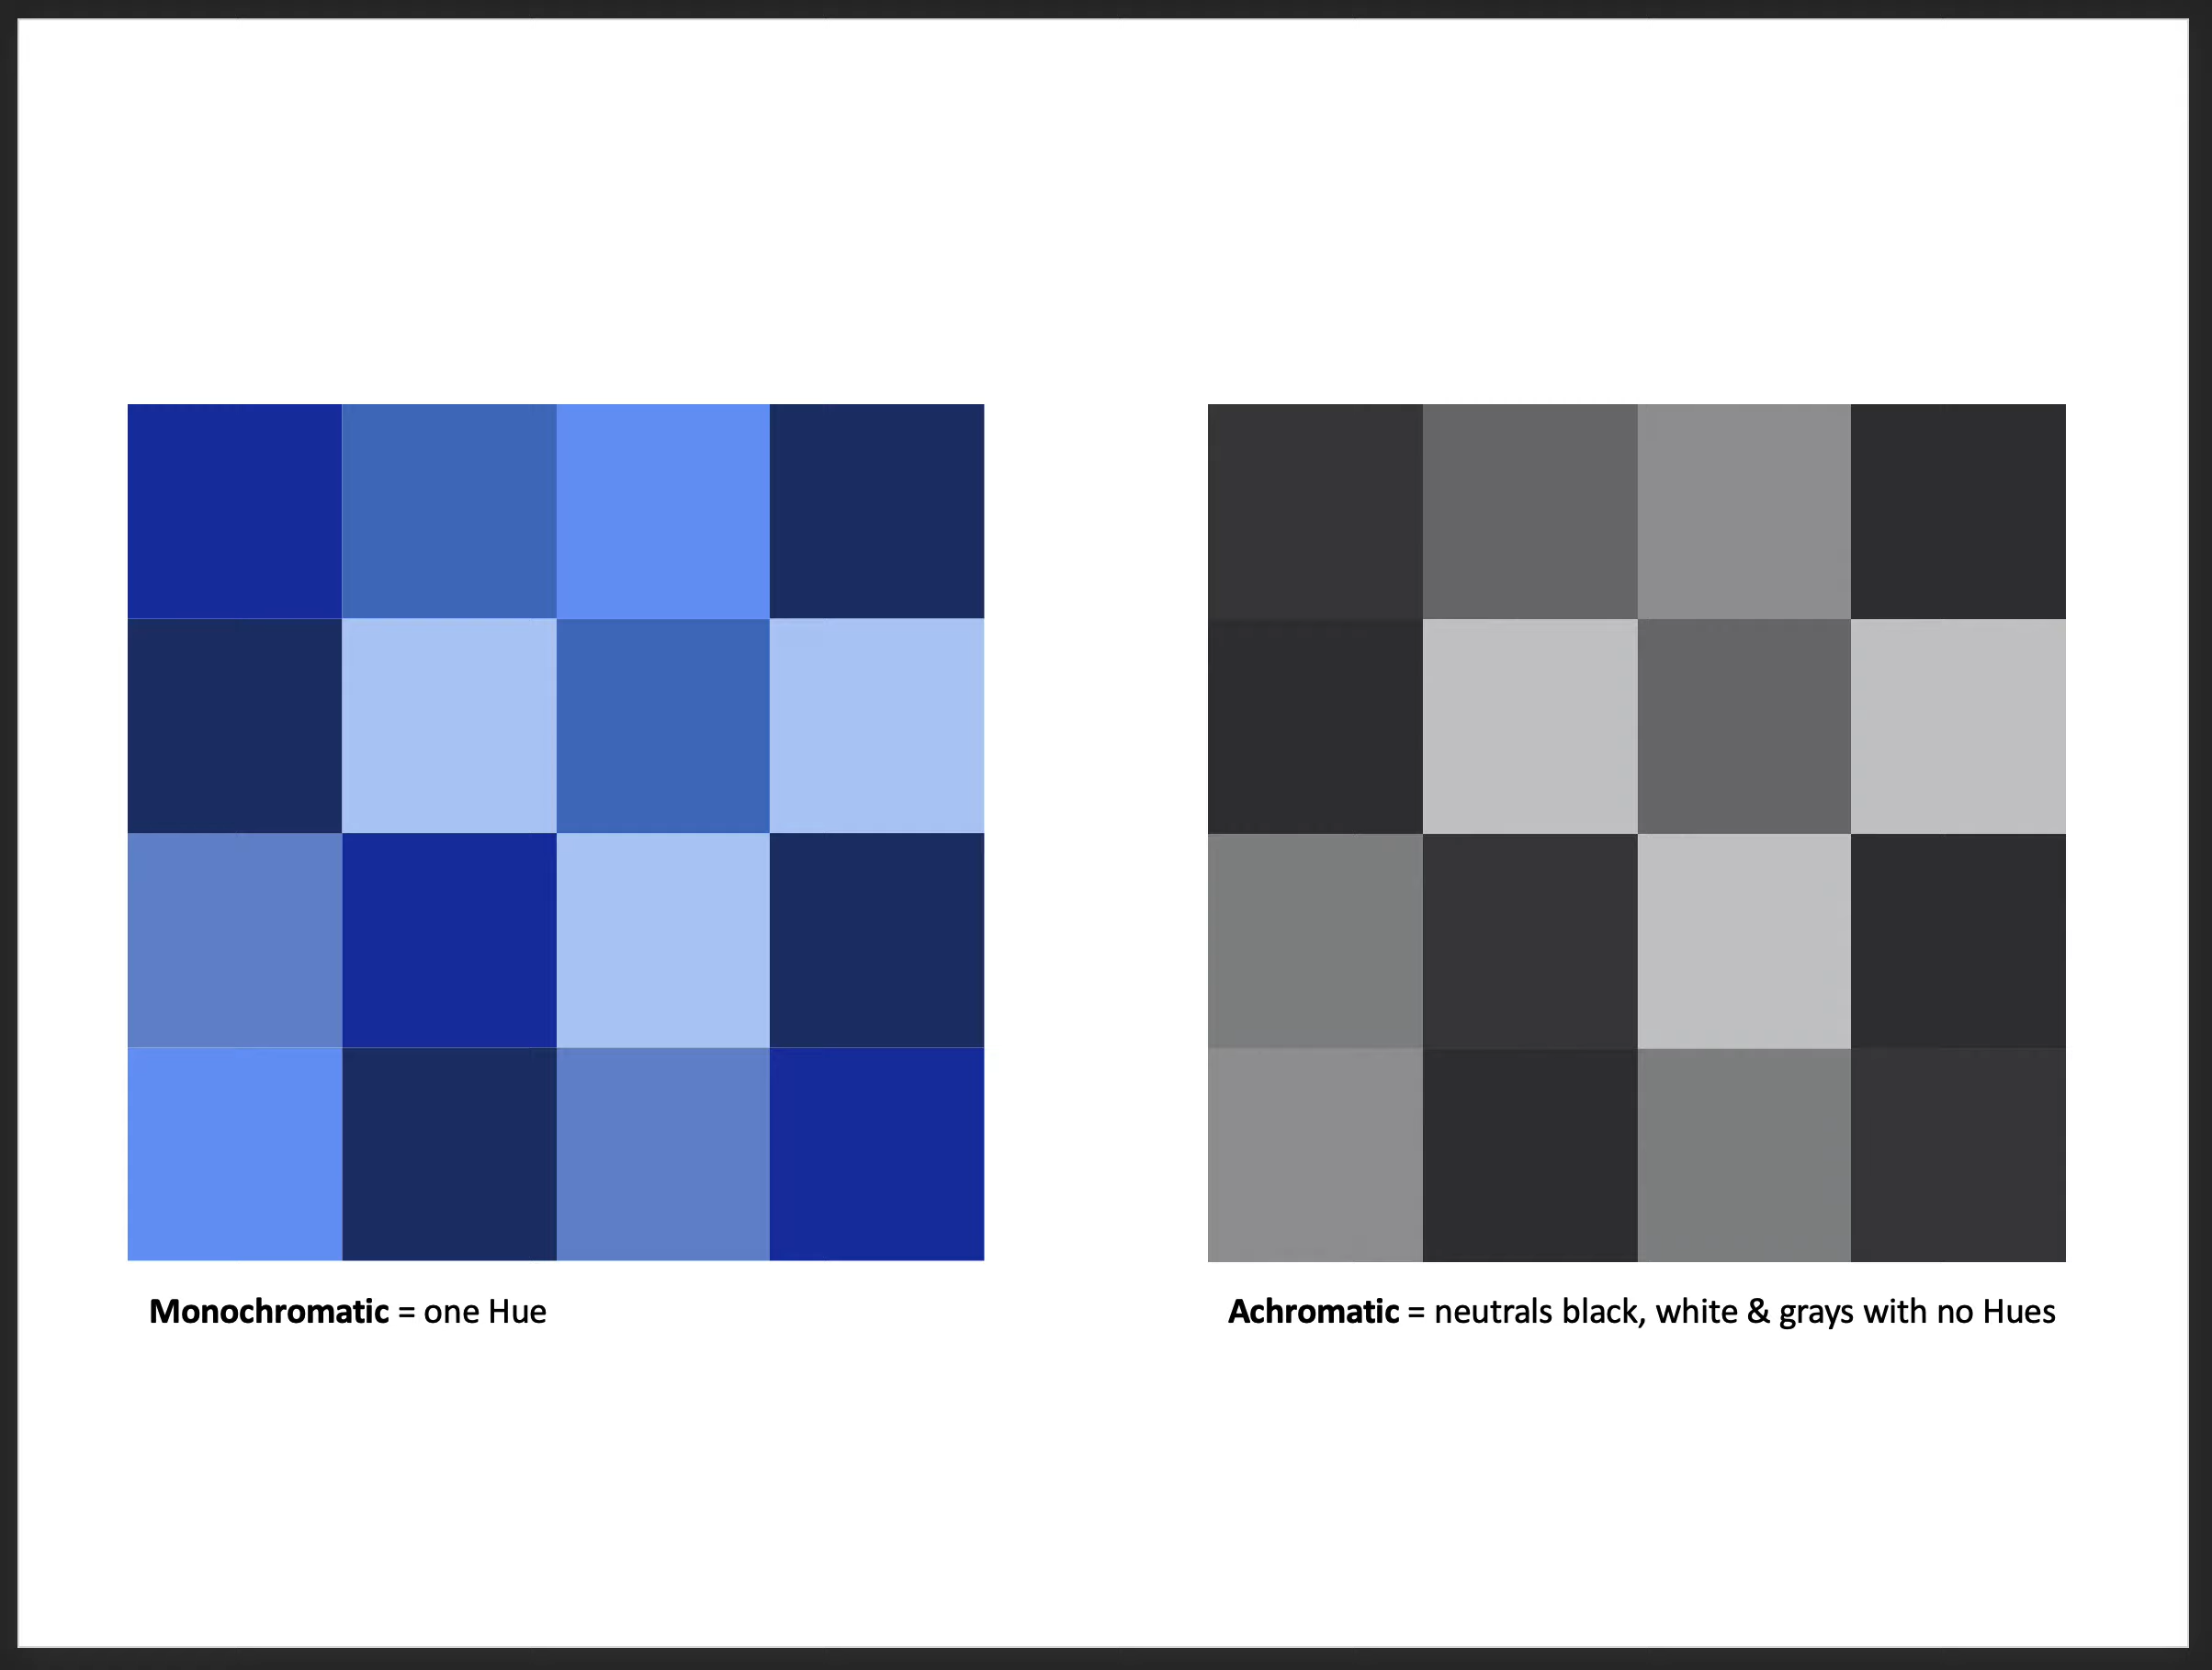 Monochromatic = one Hue
Achromatic = neutrals black, white & grays with no Hues